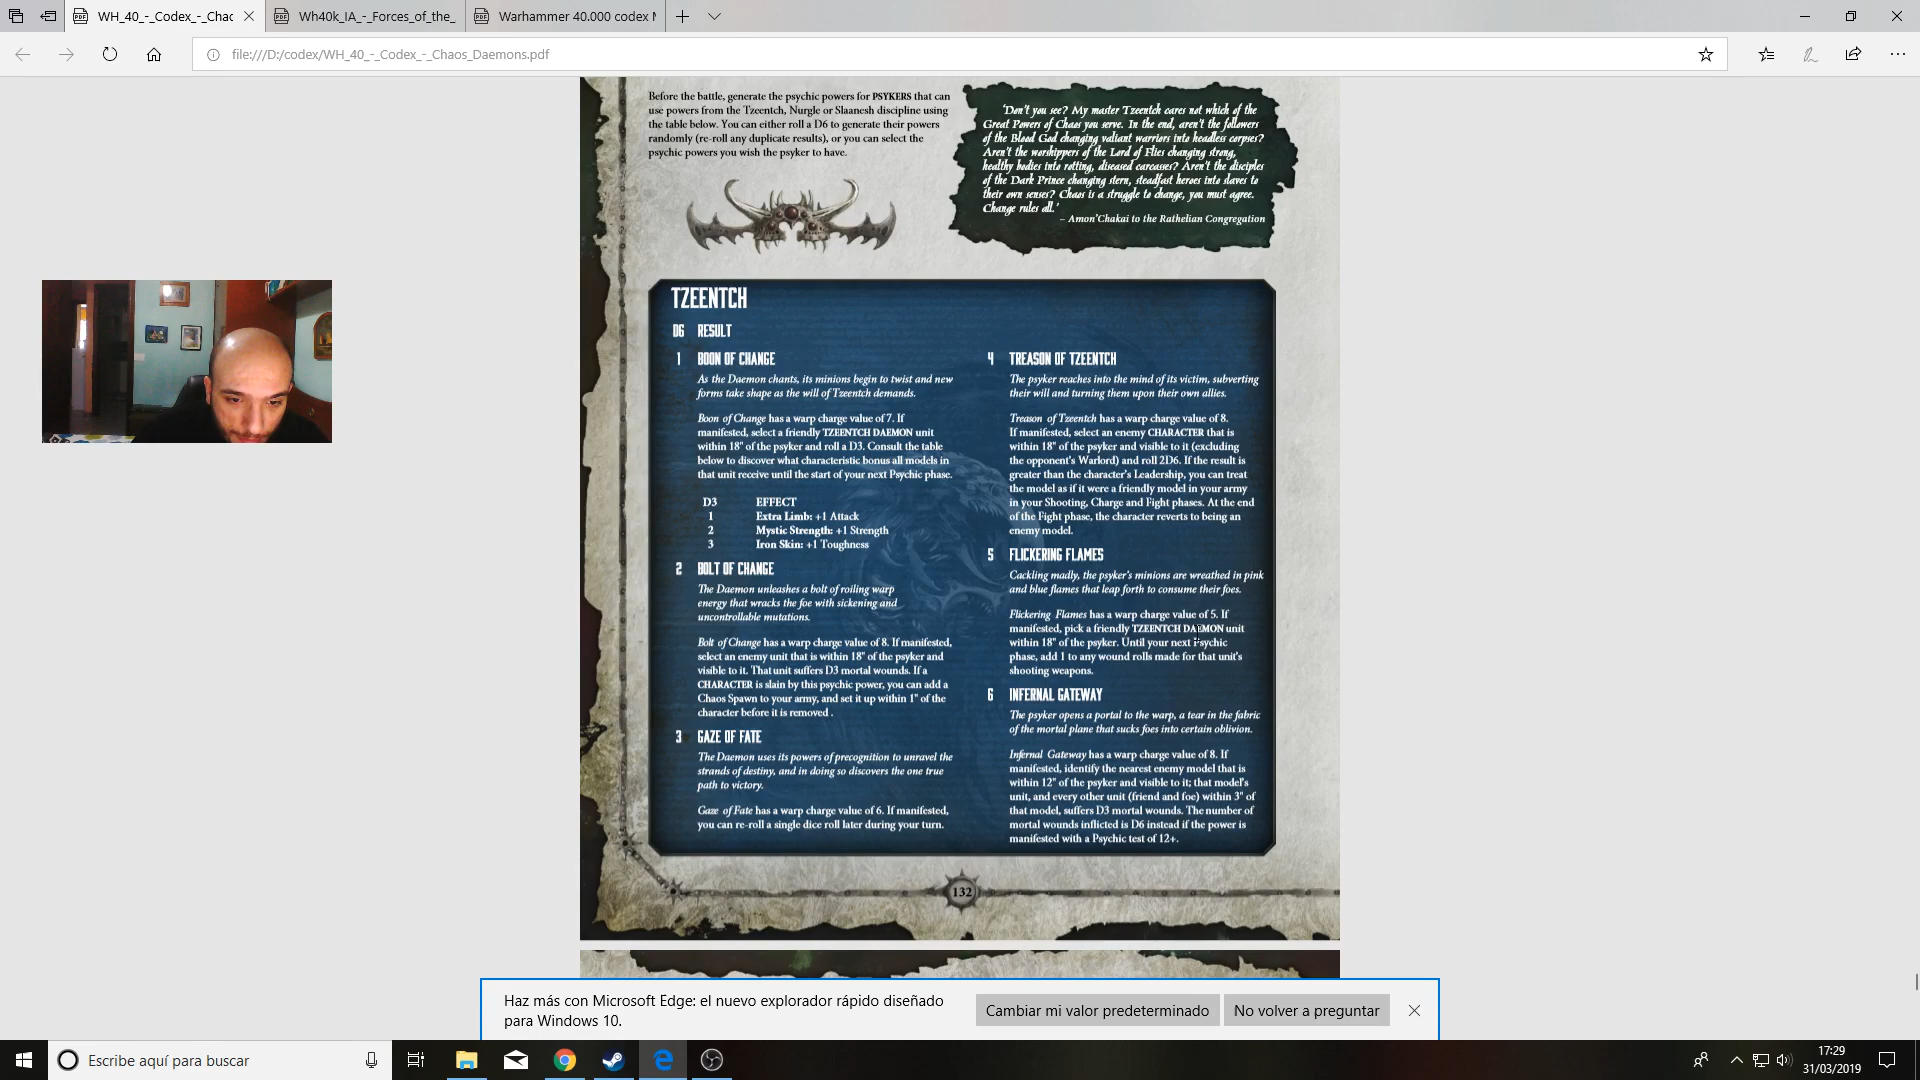 WH_40_-_Codex_-_Chao
Wh40k_IA_-_Forces_of_the_
Warhammer 40.000 codex
file:///D:/codex/WH_40_-_Codex_-_Chaos_Daemons.pdf
Before the battle, generate the psychic powers for PSYKERS that can
use powers from the Tzeentch, Nurgle or Slaanesh discipline using
the table below. You can either roll a D6 to generate their powers
randomly (re-roll any duplicate results), or you can select the
psychic powers you wish the psyker to have.
'Don't you see? My master Tzeentch cares not which of the
Great Powers of Chaos you serve. In the end, aren't the followers
of the Blood God changing valiant warriors into headless corpses?
Aren't the worshippers of the Lord of Flies changing strong,
healthy bodies into rotting, diseased carcasses? Aren't the disciples
of the Dark Prince changing stern, steadfast heroes into slaves to
their own senses? Chaos is a struggle to change, you must agree.
Change rules all.'
– Amon'Chakai to the Rathelian Congregation
TZEENTCH
D6 RESULT
1 BOON OF CHANGE
As the Daemon chants, its minions begin to twist and new
forms take shape as the will of Tzeentch demands.
Boon of Change has a warp charge value of 7. If
manifested, select a friendly TZEENTCH DAEMON unit
within 18" of the psyker and roll a D3. Consult the table
below to discover what characteristic bonus all models in
that unit receive until the start of your next Psychic phase.
D3 EFFECT
1 Extra Limb: +1 Attack
2 Mystic Strength: +1 Strength
3 Iron Skin: +1 Toughness
2 BOLT OF CHANGE
The Daemon unleashes a bolt of roiling warp
energy that wracks the foe with sickening and
uncontrollable mutations.
Bolt of Change has a warp charge value of 8. If manifested,
select an enemy unit that is within 18" of the psyker and
visible to it. That unit suffers D3 mortal wounds. If a
CHARACTER is slain by this psychic power, you can add a
Chaos Spawn to your army, and set it up within 1" of the
character before it is removed .
3 GAZE OF FATE
The Daemon uses its powers of precognition to unravel the
strands of destiny, and in doing so discovers the one true
path to victory.
Gaze of Fate has a warp charge value of 6. If manifested,
you can re-roll a single dice roll later during your turn.
4 TREASON OF TZEENTCH
The psyker reaches into the mind of its victim, subverting
their will and turning them upon their own allies.
Treason of Tzeentch has a warp charge value of 8.
If manifested, select an enemy CHARACTER that is
within 18" of the psyker and visible to it (excluding
the opponent's Warlord) and roll 2D6. If the result is
greater than the character's Leadership, you can treat
the model as if it were a friendly model in your army
in your Shooting, Charge and Fight phases. At the end
of the Fight phase, the character reverts to being an
enemy model.
5 FLICKERING FLAMES
Cackling madly, the psyker's minions are wreathed in pink
and blue flames that leap forth to consume their foes.
Flickering Flames has a warp charge value of 5. If
manifested, pick a friendly TZEENTCH DAEMON unit
within 18" of the psyker. Until your next Psychic
phase, add 1 to any wound rolls made for that unit's
shooting weapons.
6 INFERNAL GATEWAY
The psyker opens a portal to the warp, a tear in the fabric
of the mortal plane that sucks foes into certain oblivion.
Infernal Gateway has a warp charge value of 8. If
manifested, identify the nearest enemy model that is
within 12" of the psyker and visible to it; that model's
unit, and every other unit (friend and foe) within 3" of
that model, suffers D3 mortal wounds. The number of
mortal wounds inflicted is D6 instead if the power is
manifested with a Psychic test of 12+.
132
Haz más con Microsoft Edge: el nuevo explorador rápido diseñado
para Windows 10.
Cambiar mi valor predeterminado
No volver a preguntar
Escribe aquí para buscar
17:29
31/03/2019